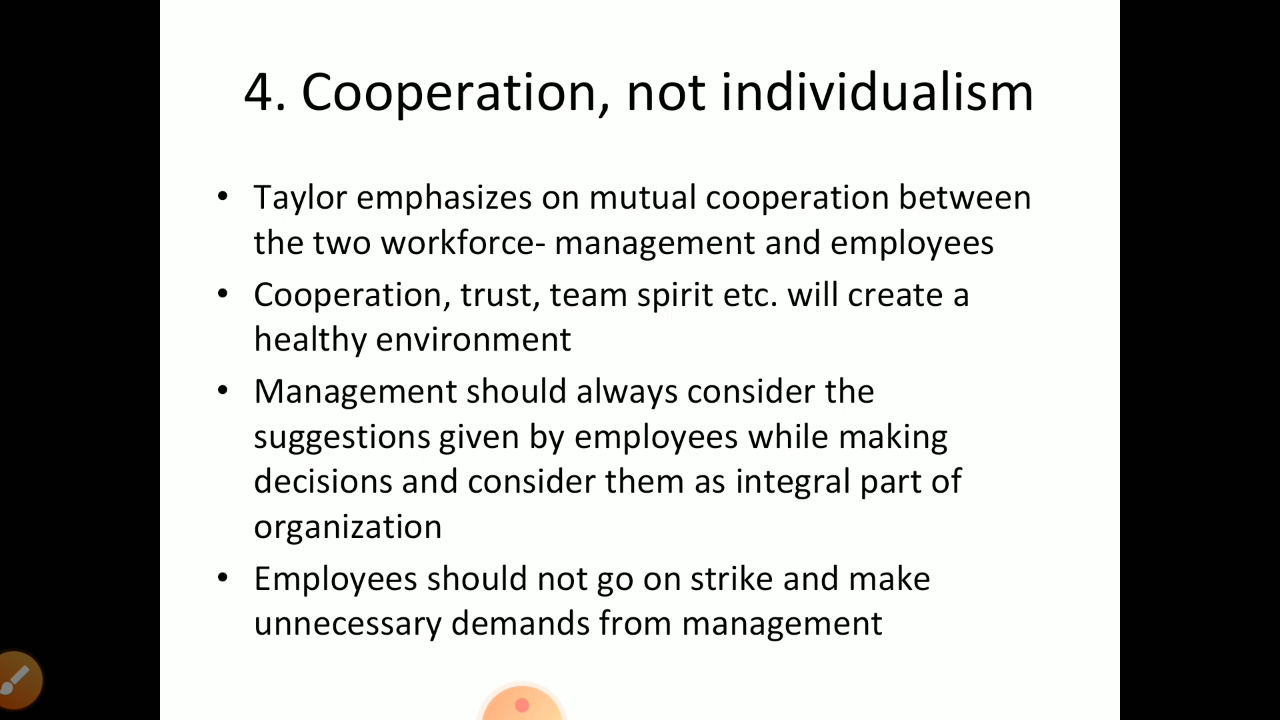 4. Cooperation, not individualism
• Taylor emphasizes on mutual cooperation between
the two workforce- management and employees
• Cooperation, trust, team spirit etc. will create a
healthy environment
• Management should always consider the
suggestions given by employees while making
decisions and consider them as integral part of
organization
• Employees should not go on strike and make
unnecessary demands from management